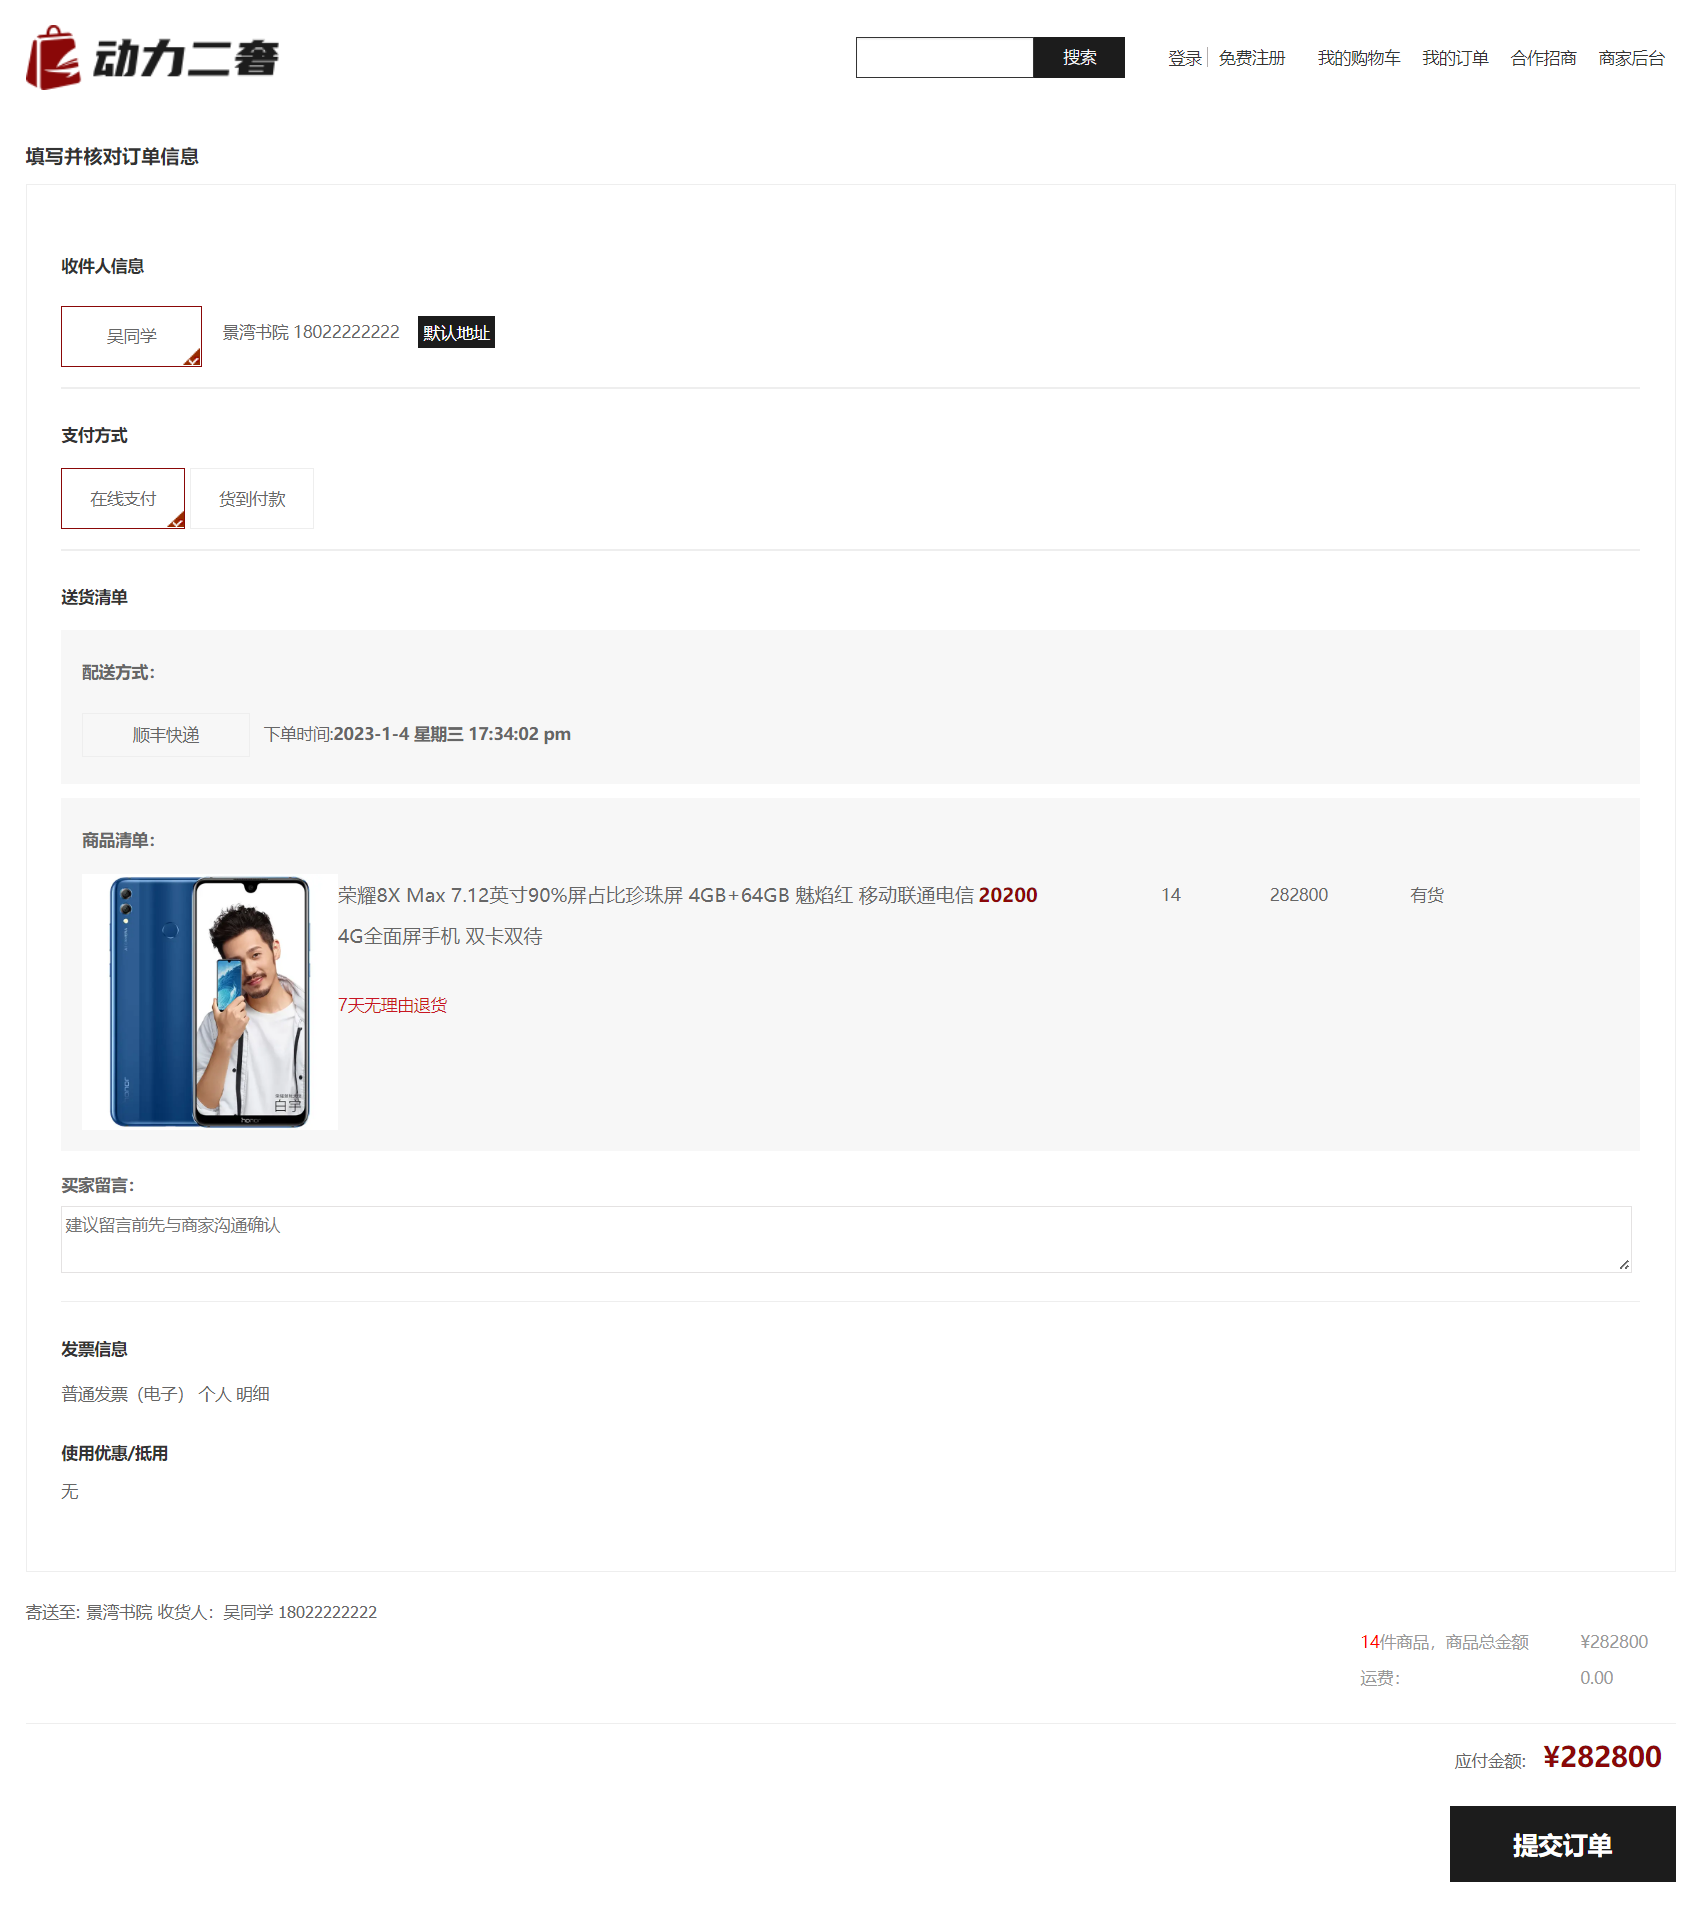 动力二奢
搜索
登录 免费注册 我的购物车 我的订单 合作招商 商家后台
填写并核对订单信息
收件人信息
吴同学 景湾书院 18022222222 默认地址
支付方式
在线支付 货到付款
送货清单
配送方式：
顺丰快递 下单时间:2023-1-4 星期三 17:34:02 pm
商品清单：
荣耀8X Max 7.12英寸90%屏占比珍珠屏 4GB+64GB 魅焰红 移动联通电信 20200 14 282800 有货
4G全面屏手机 双卡双待
7天无理由退货
白宇
honor
买家留言：
建议留言前先与商家沟通确认
发票信息
普通发票（电子） 个人 明细
使用优惠/抵用
无
寄送至: 景湾书院 收货人：吴同学 18022222222
14件商品，商品总金额 ¥282800
运费： 0.00
应付金额: ¥282800
提交订单